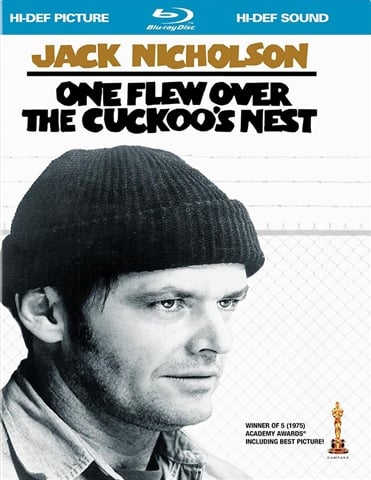 HI-DEF PICTURE
Blu-ray Disc
HI-DEF SOUND
JACK NICHOLSON
ONE FLEW OVER
THE CUCKOO'S NEST
WINNER OF 5 (1975)
ACADEMY AWARDS®
INCLUDING BEST PICTURE!